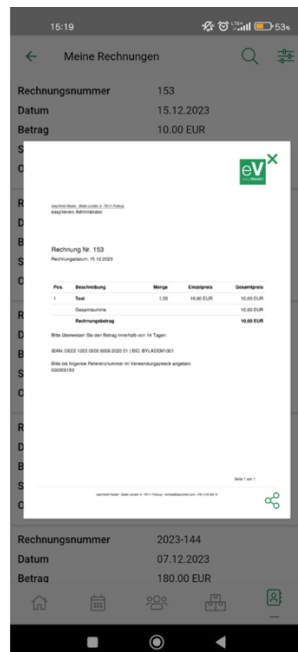 15:19
53%
Meine Rechnungen
Rechnungsnummer 153
Datum 15.12.2023
Betrag 10.00 EUR
S
O
eV
easyVerein Administrator
Rechnung Nr. 153
Rechnungsdatum: 15.12.2023
Pos. Beschreibung Menge Einzelpreis Gesamtpreis
1 Test 1,00 10,00 EUR 10,00 EUR
Gesamtsumme 10,00 EUR
Rechnungsbetrag 10,00 EUR
Bitte überweisen Sie den Betrag innerhalb von 14 Tagen.
Bitte die folgende Referenznummer im Verwendungszweck angeben:
000000153
Seite 1 von 1
R
D
B
S
O
R
D
B
S
O
R
D
B
S
O
Rechnungsnummer 2023-144
Datum 07.12.2023
Betrag 180.00 EUR